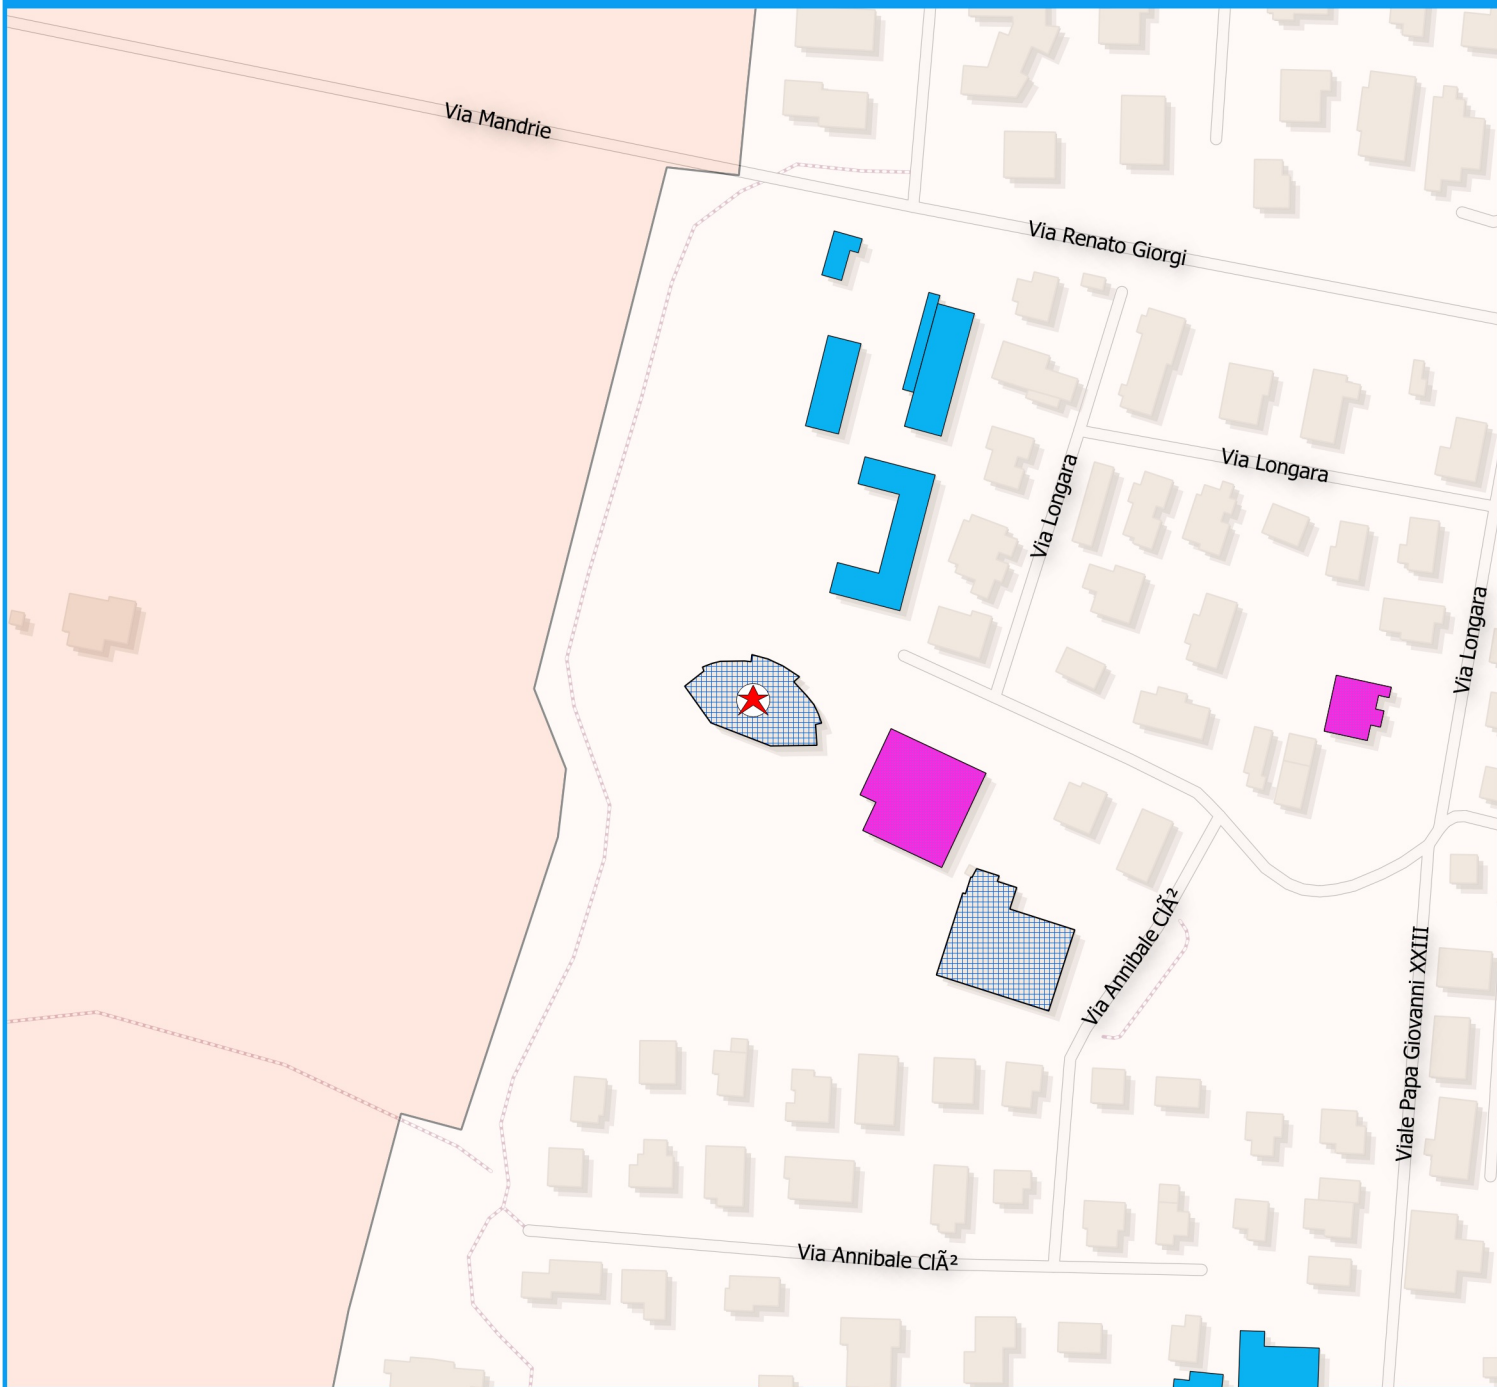 Via Mandrie
Via Renato Giorgi
Via Longara
Via Longara
Via Longara
Via Annibale ClÃ²
Viale Papa Giovanni XXIII
Via Annibale ClÃ²